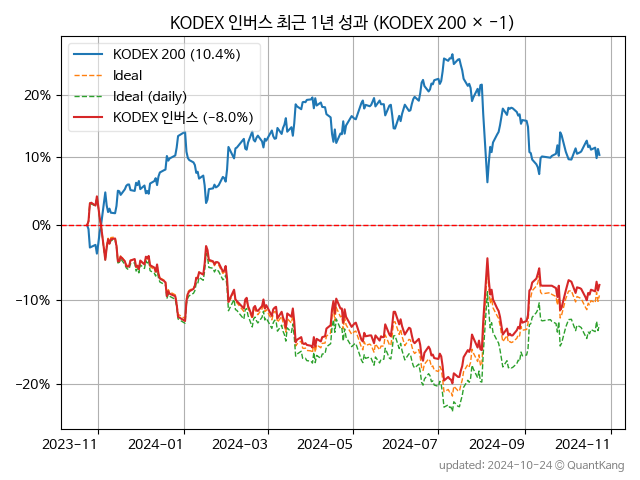 KODEX 인버스 최근 1년 성과 (KODEX 200 × −1)
KODEX 200 (10.4%)
Ideal
Ideal (daily)
KODEX 인버스 (−8.0%)
20%
10%
0%
−10%
−20%
2023−11
2024−01
2024−03
2024−05
2024−07
2024−09
2024−11
updated: 2024-10-24 © QuantKang